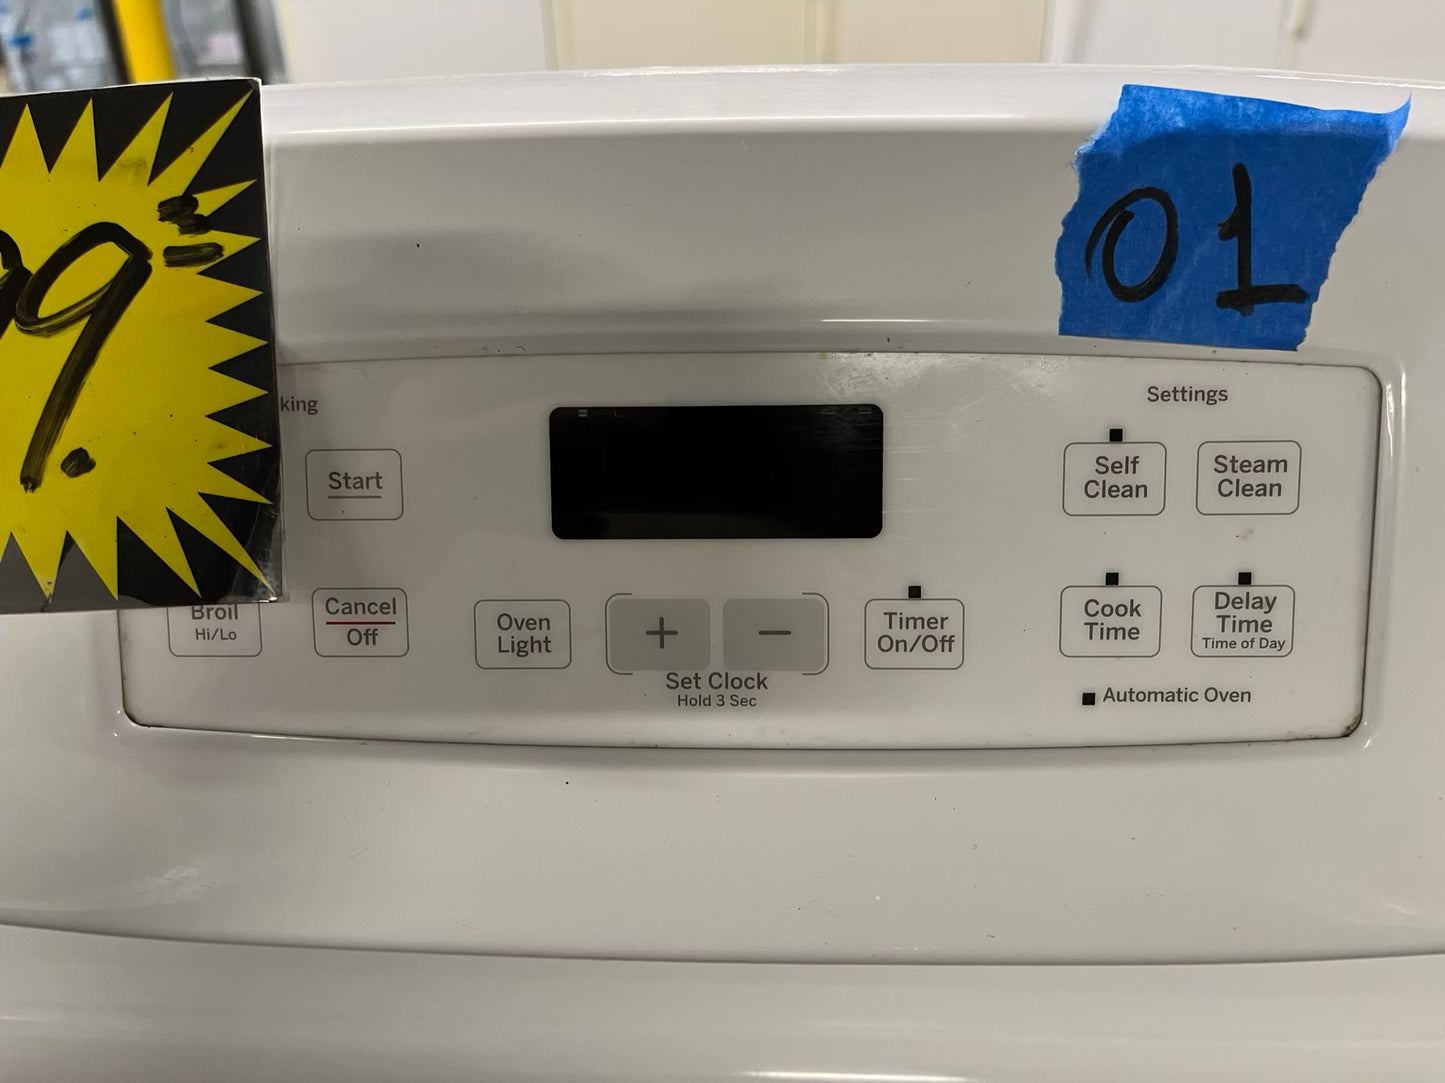 9.
01
king
Settings
Start
Self
Clean
Steam
Clean
Broil
Hi/Lo
Cancel
Off
Oven
Light
+
−
Set Clock
Hold 3 Sec
Timer
On/Off
Cook
Time
Delay
Time
Time of Day
Automatic Oven